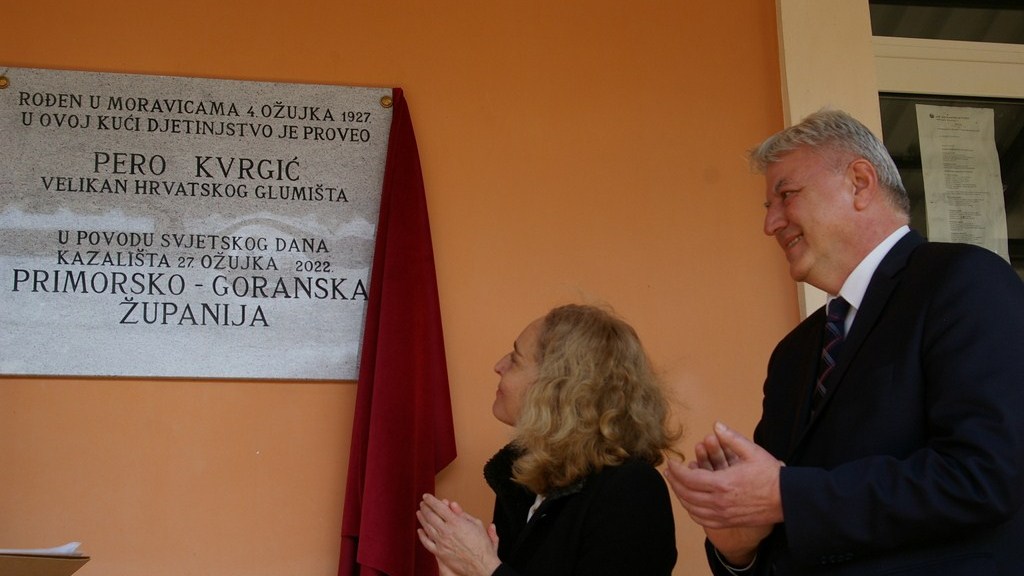 ROĐEN U MORAVICAMA 4. OŽUJKA 1927
U OVOJ KUĆI DJETINJSTVO JE PROVEO
PERO KVRGIĆ
VELIKAN HRVATSKOG GLUMIŠTA
U POVODU SVJETSKOG DANA
KAZALIŠTA 27. OŽUJKA 2022.
PRIMORSKO - GORANSKA
ŽUPANIJA